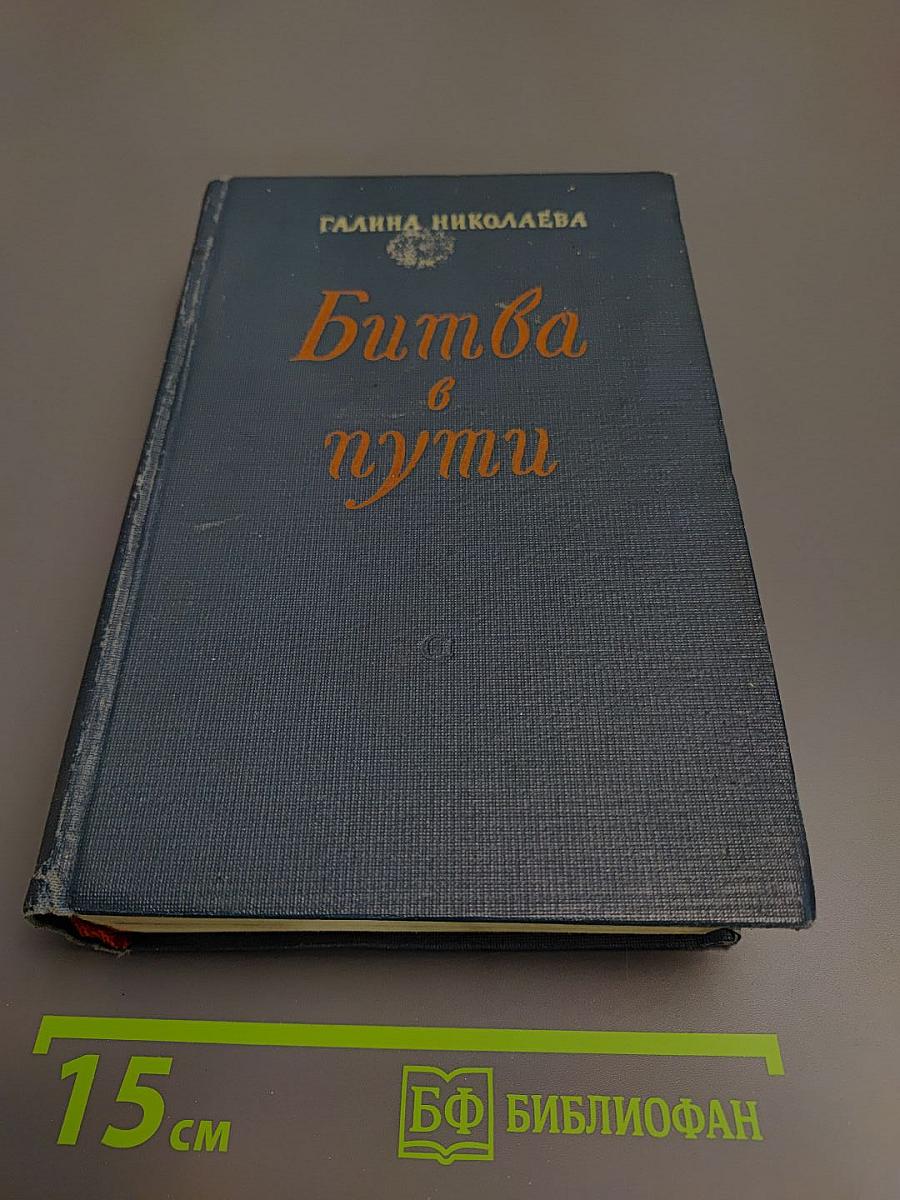 ГАЛИНА НИКОЛАЕВА
Битва
в
пути
15 см
БФ БИБЛИОФАН